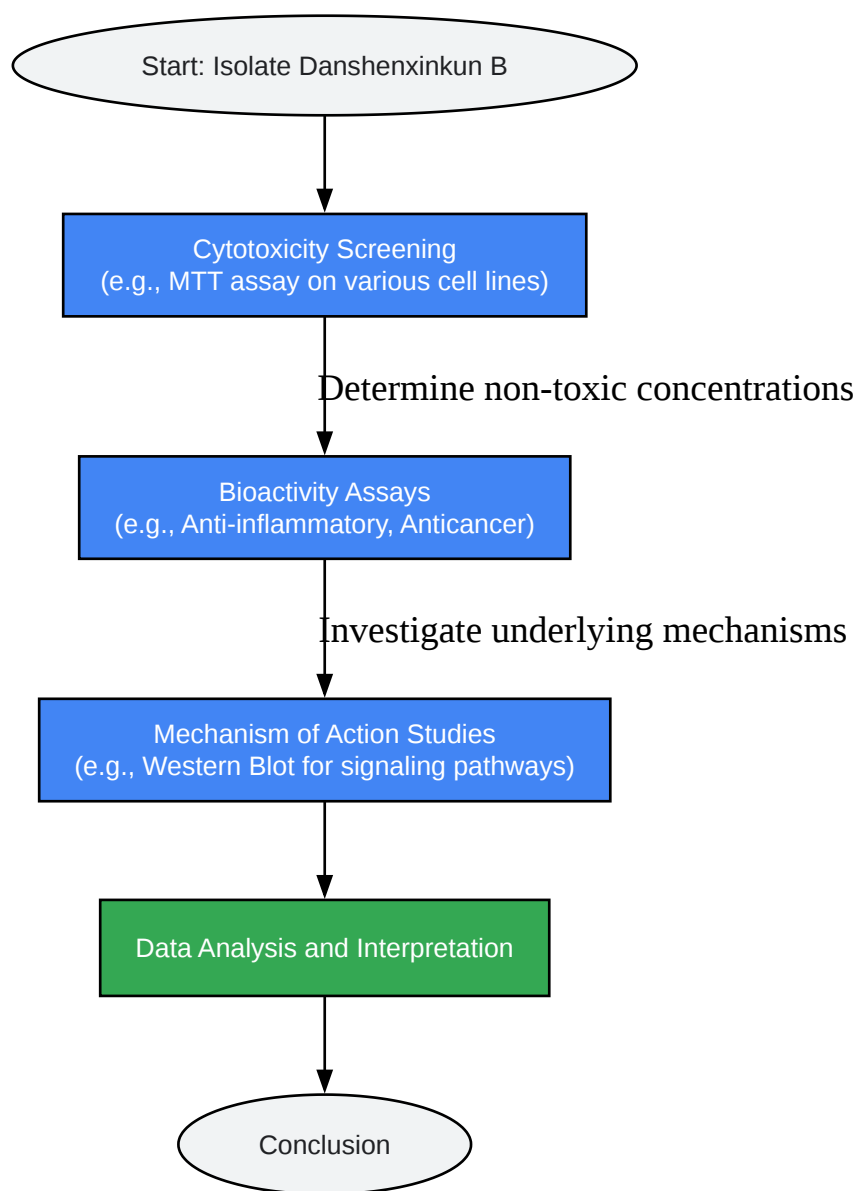 Start: Isolate Danshenxinkun B
Cytotoxicity Screening
(e.g., MTT assay on various cell lines)
Determine non-toxic concentrations
Bioactivity Assays
(e.g., Anti-inflammatory, Anticancer)
Investigate underlying mechanisms
Mechanism of Action Studies
(e.g., Western Blot for signaling pathways)
Data Analysis and Interpretation
Conclusion